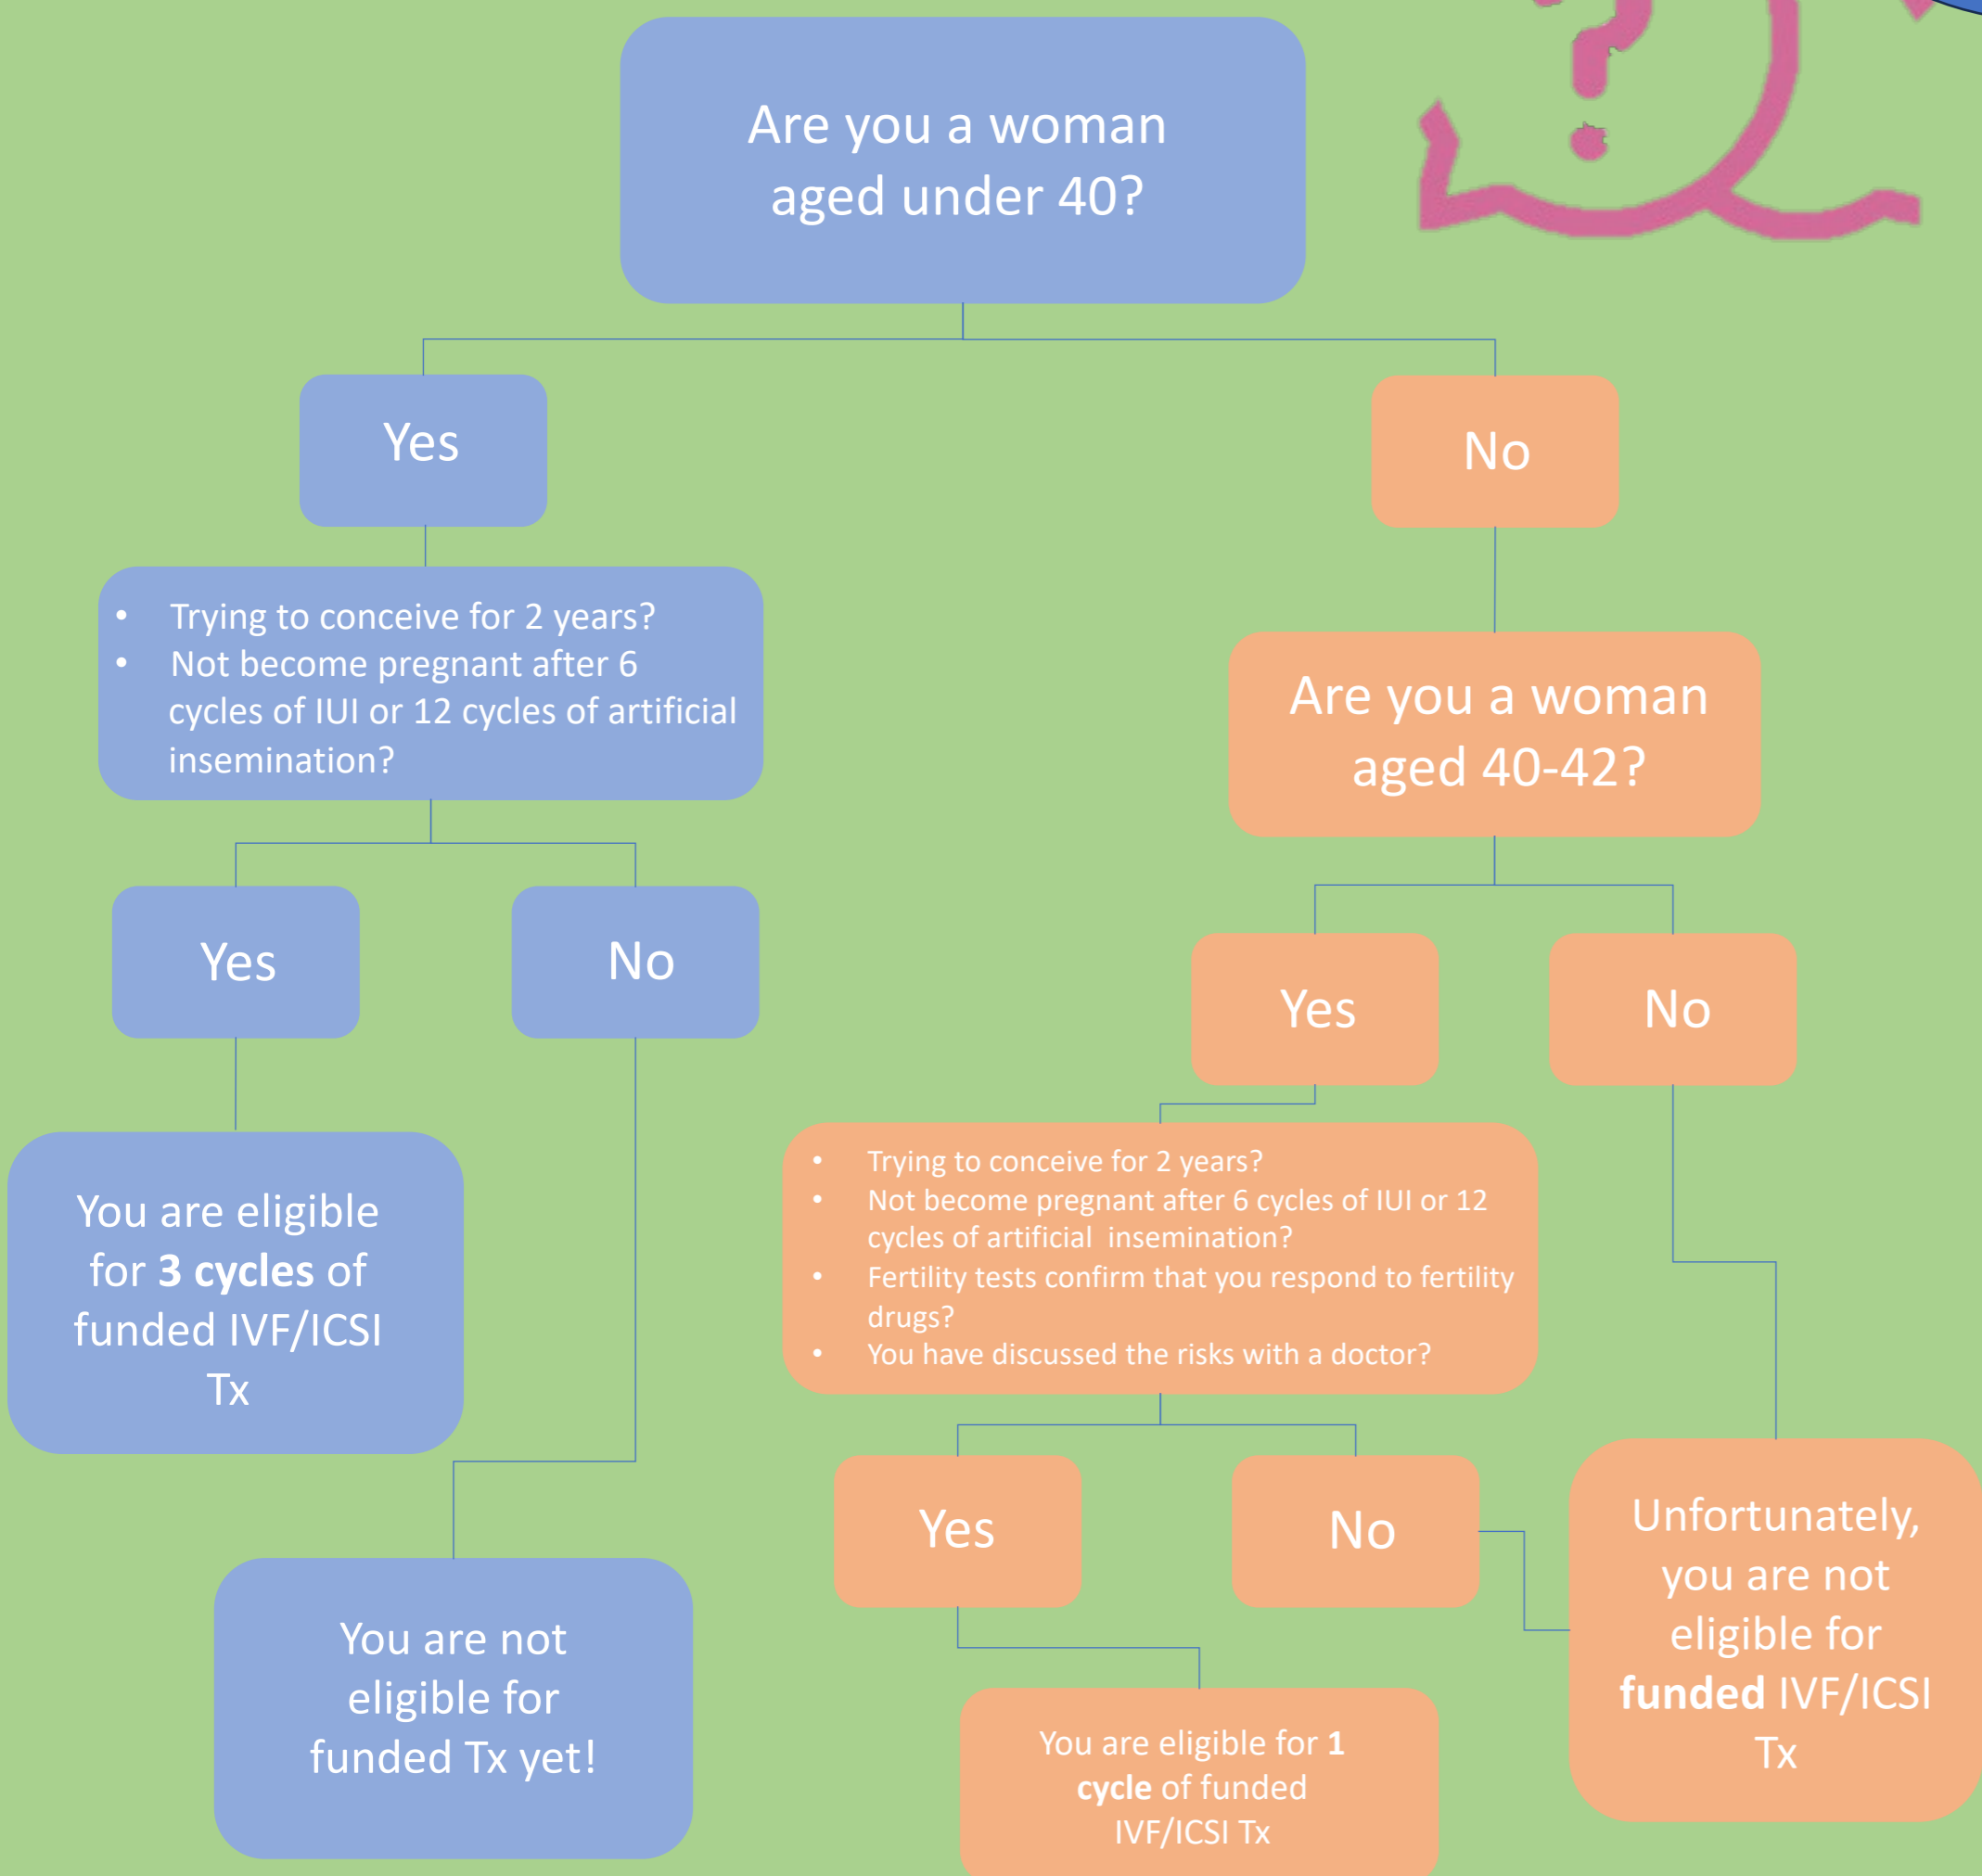 ?
Are you a woman
aged under 40?
Yes
No
• Trying to conceive for 2 years?
• Not become pregnant after 6
cycles of IUI or 12 cycles of artificial
insemination?
Are you a woman
aged 40-42?
Yes
No
Yes
No
You are eligible
for 3 cycles of
funded IVF/ICSI
Tx
• Trying to conceive for 2 years?
• Not become pregnant after 6 cycles of IUI or 12
cycles of artificial insemination?
• Fertility tests confirm that you respond to fertility
drugs?
• You have discussed the risks with a doctor?
Yes
No
You are not
eligible for
funded Tx yet!
You are eligible for 1
cycle of funded
IVF/ICSI Tx
Unfortunately,
you are not
eligible for
funded IVF/ICSI
Tx